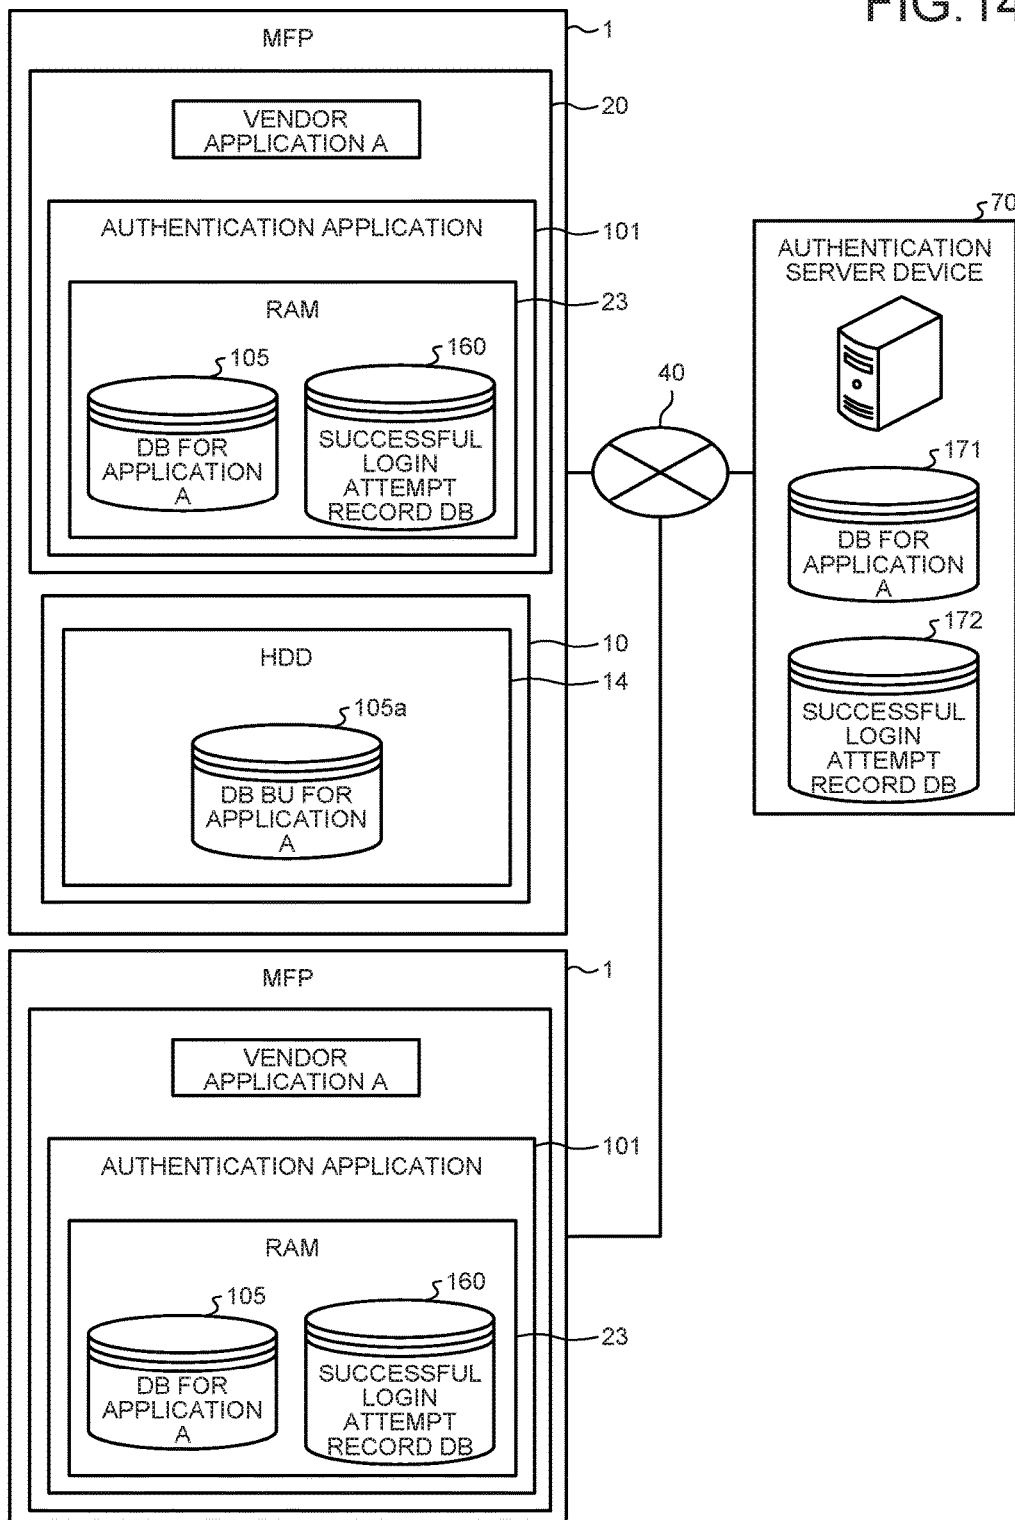 FIG. 14
MFP
1
20
VENDOR
APPLICATION A
AUTHENTICATION APPLICATION
101
RAM
23
105
160
DB FOR
APPLICATION
A
SUCCESSFUL
LOGIN
ATTEMPT
RECORD DB
10
HDD
14
105a
DB BU FOR
APPLICATION
A
40
70
AUTHENTICATION
SERVER DEVICE
171
DB FOR
APPLICATION
A
172
SUCCESSFUL
LOGIN
ATTEMPT
RECORD DB
MFP
1
VENDOR
APPLICATION A
101
AUTHENTICATION APPLICATION
RAM
105
160
23
DB FOR
APPLICATION
A
SUCCESSFUL
LOGIN
ATTEMPT
RECORD DB